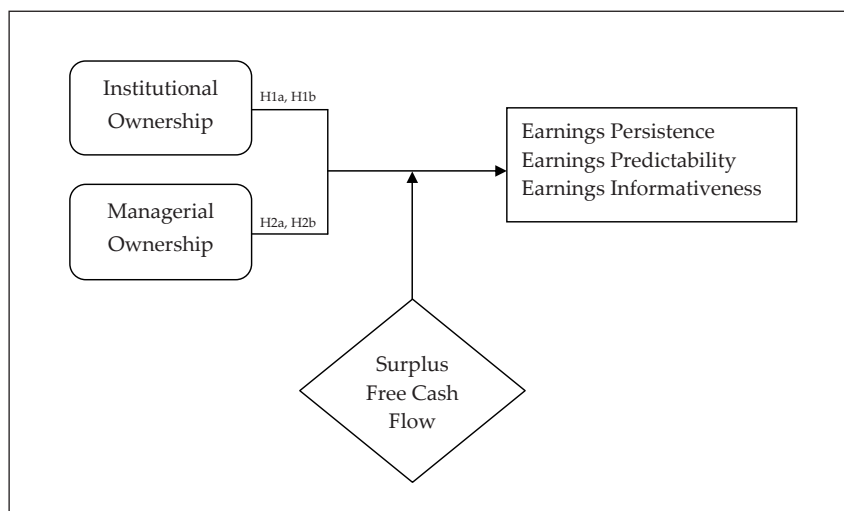 Institutional
Ownership
H1a, H1b
Earnings Persistence
Earnings Predictability
Earnings Informativeness
Managerial
Ownership
H2a, H2b
Surplus
Free Cash
Flow